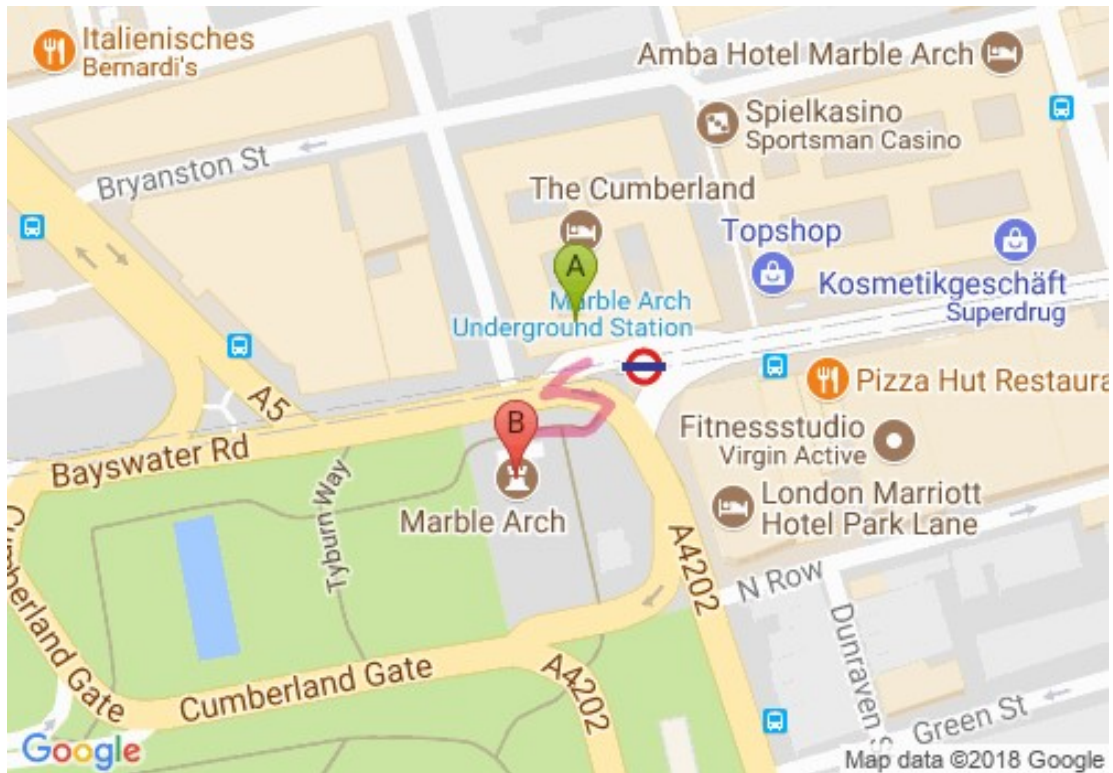 Italienisches
Bernardi's
Amba Hotel Marble Arch
Spielkasino
Sportsman Casino
Bryanston St
The Cumberland
Topshop
A
Kosmetikgeschäft
Superdrug
Marble Arch
Underground Station
Pizza Hut Restaura
A5
B
Fitnessstudio
Virgin Active
Bayswater Rd
London Marriott
Hotel Park Lane
Marble Arch
Tyburn Way
A4202
N Row
Cumberland Gate
Dunraven S
Cumberland Gate
A4202
Green St
Google
Map data ©2018 Google